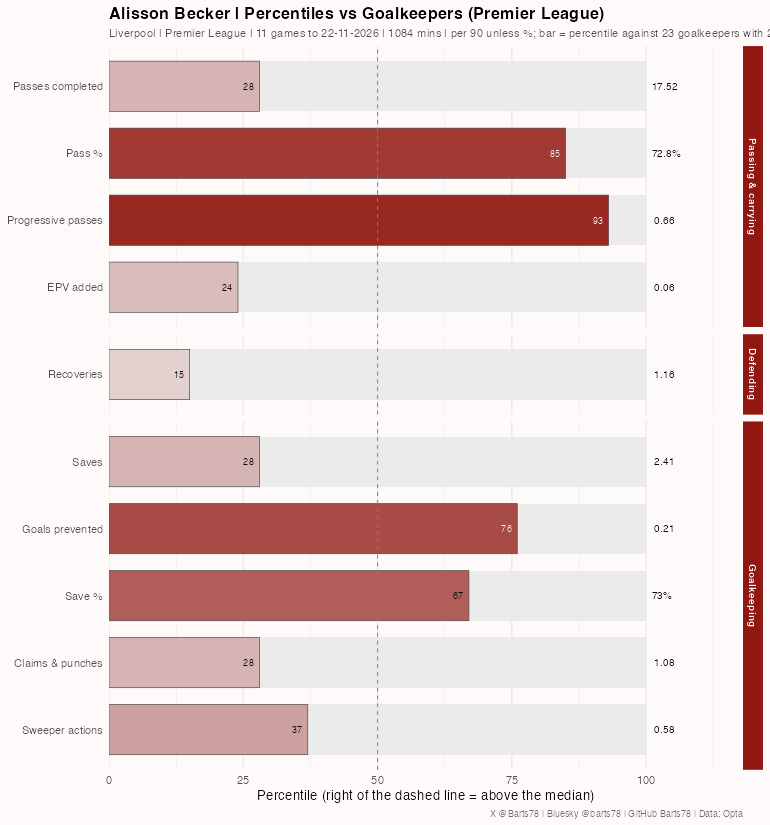 Alisson Becker | Percentiles vs Goalkeepers (Premier League)
Liverpool | Premier League | 11 games to 22-11-2026 | 1084 mins | per 90 unless %; bar = percentile against 23 goalkeepers with 2
Passes completed 28 17.52
Pass % 85 72.8%
Progressive passes 93 0.66
EPV added 24 0.06
Passing & carrying
Recoveries 15 1.16
Defending
Saves 28 2.41
Goals prevented 76 0.21
Save % 67 73%
Claims & punches 28 1.08
Sweeper actions 37 0.58
Goalkeeping
0 25 50 75 100
Percentile (right of the dashed line = above the median)
X @Barts78 | Bluesky @barts78 | GitHub Barts78 | Data: Opta